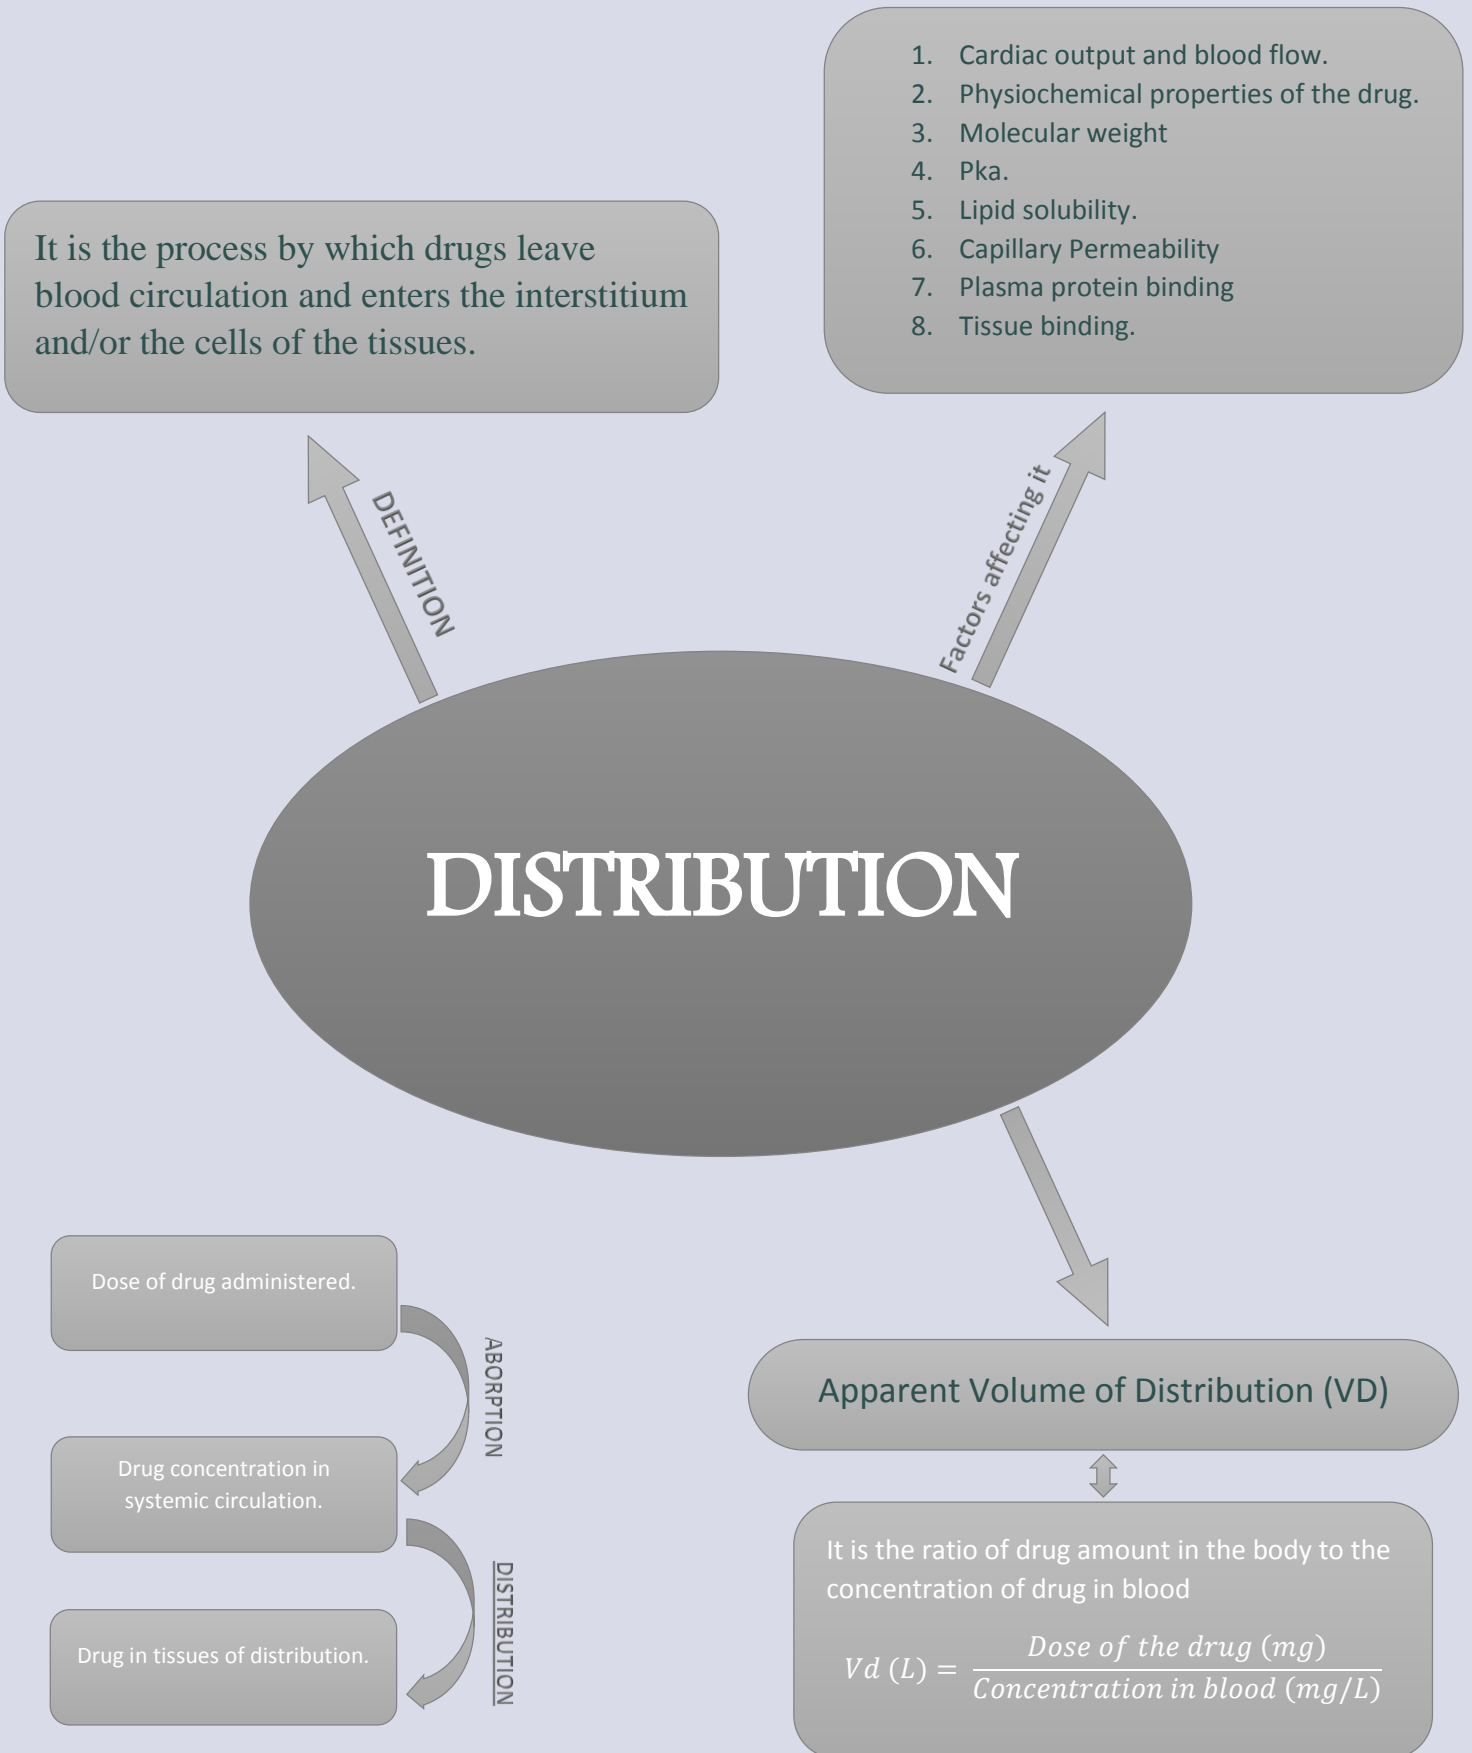 1. Cardiac output and blood flow.
2. Physiochemical properties of the drug.
3. Molecular weight
4. Pka.
5. Lipid solubility.
6. Capillary Permeability
7. Plasma protein binding
8. Tissue binding.
It is the process by which drugs leave
blood circulation and enters the interstitium
and/or the cells of the tissues.
DEFINITION
Factors affecting it
DISTRIBUTION
Dose of drug administered.
ABORPTION
Drug concentration in
systemic circulation.
DISTRIBUTION
Drug in tissues of distribution.
Apparent Volume of Distribution (VD)
It is the ratio of drug amount in the body to the
concentration of drug in blood
Vd (L) = Dose of the drug (mg)
Concentration in blood (mg/L)